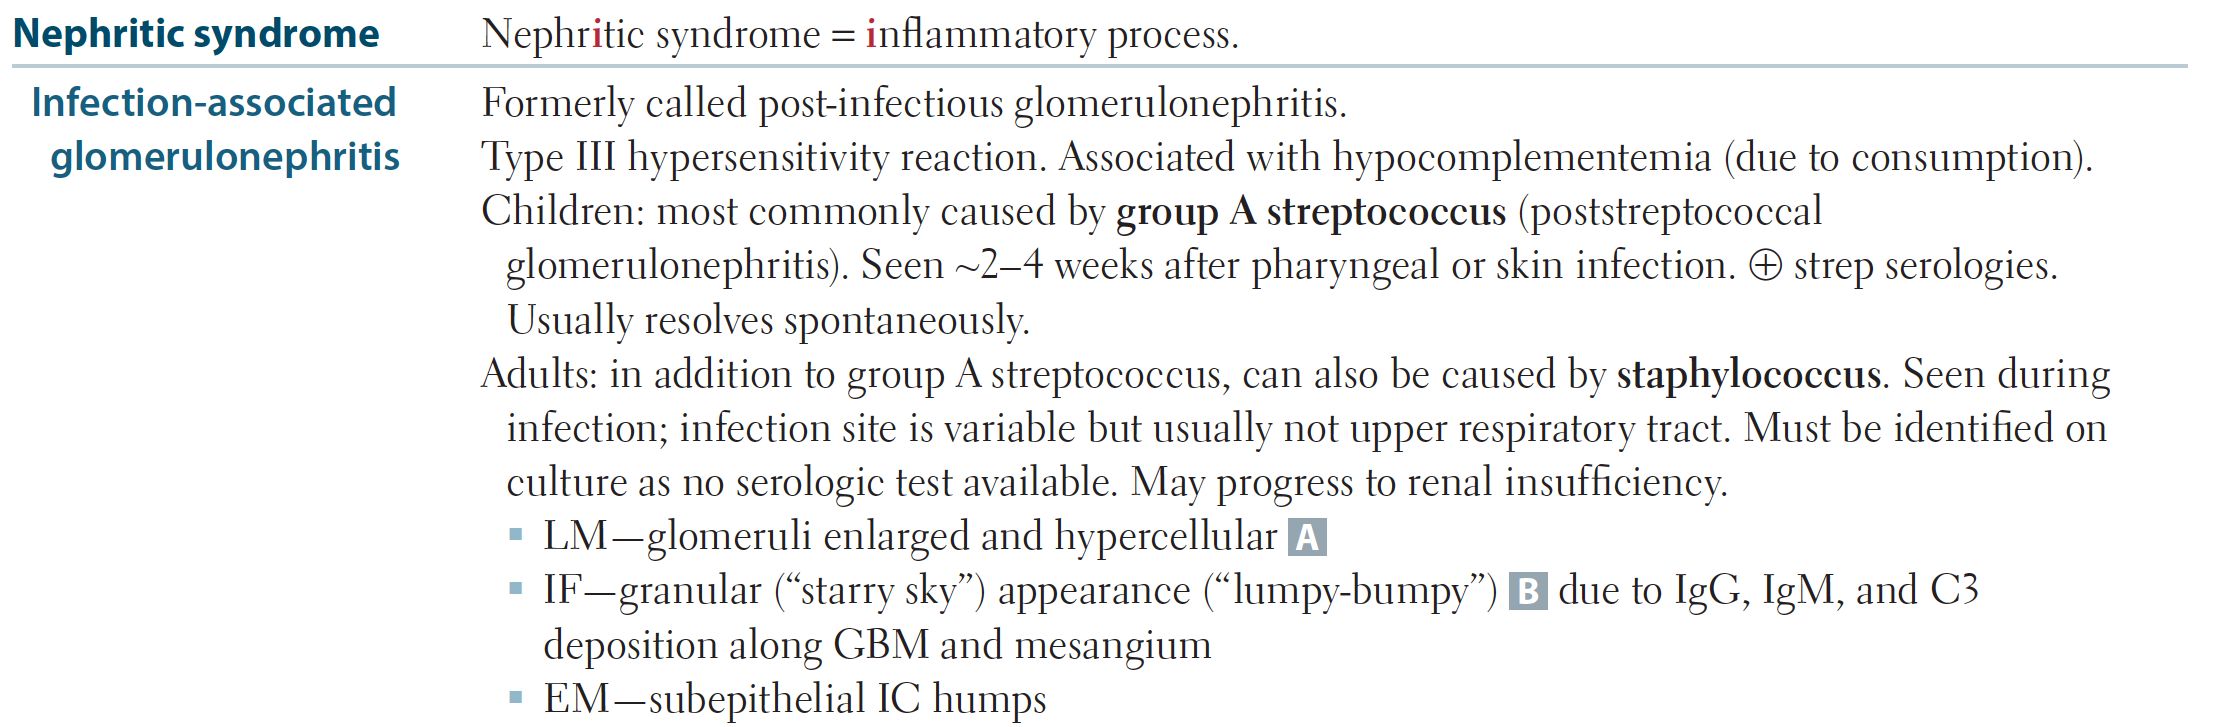 Nephritic syndrome
Nephritic syndrome = inflammatory process.
Infection-associated
glomerulonephritis
Formerly called post-infectious glomerulonephritis.
Type III hypersensitivity reaction. Associated with hypocomplementemia (due to consumption).
Children: most commonly caused by group A streptococcus (poststreptococcal
glomerulonephritis). Seen ~2–4 weeks after pharyngeal or skin infection. ⊕ strep serologies.
Usually resolves spontaneously.
Adults: in addition to group A streptococcus, can also be caused by staphylococcus. Seen during
infection; infection site is variable but usually not upper respiratory tract. Must be identified on
culture as no serologic test available. May progress to renal insufficiency.
▪ LM—glomeruli enlarged and hypercellular A
▪ IF—granular (“starry sky”) appearance (“lumpy-bumpy”) B due to IgG, IgM, and C3
deposition along GBM and mesangium
▪ EM—subepithelial IC humps